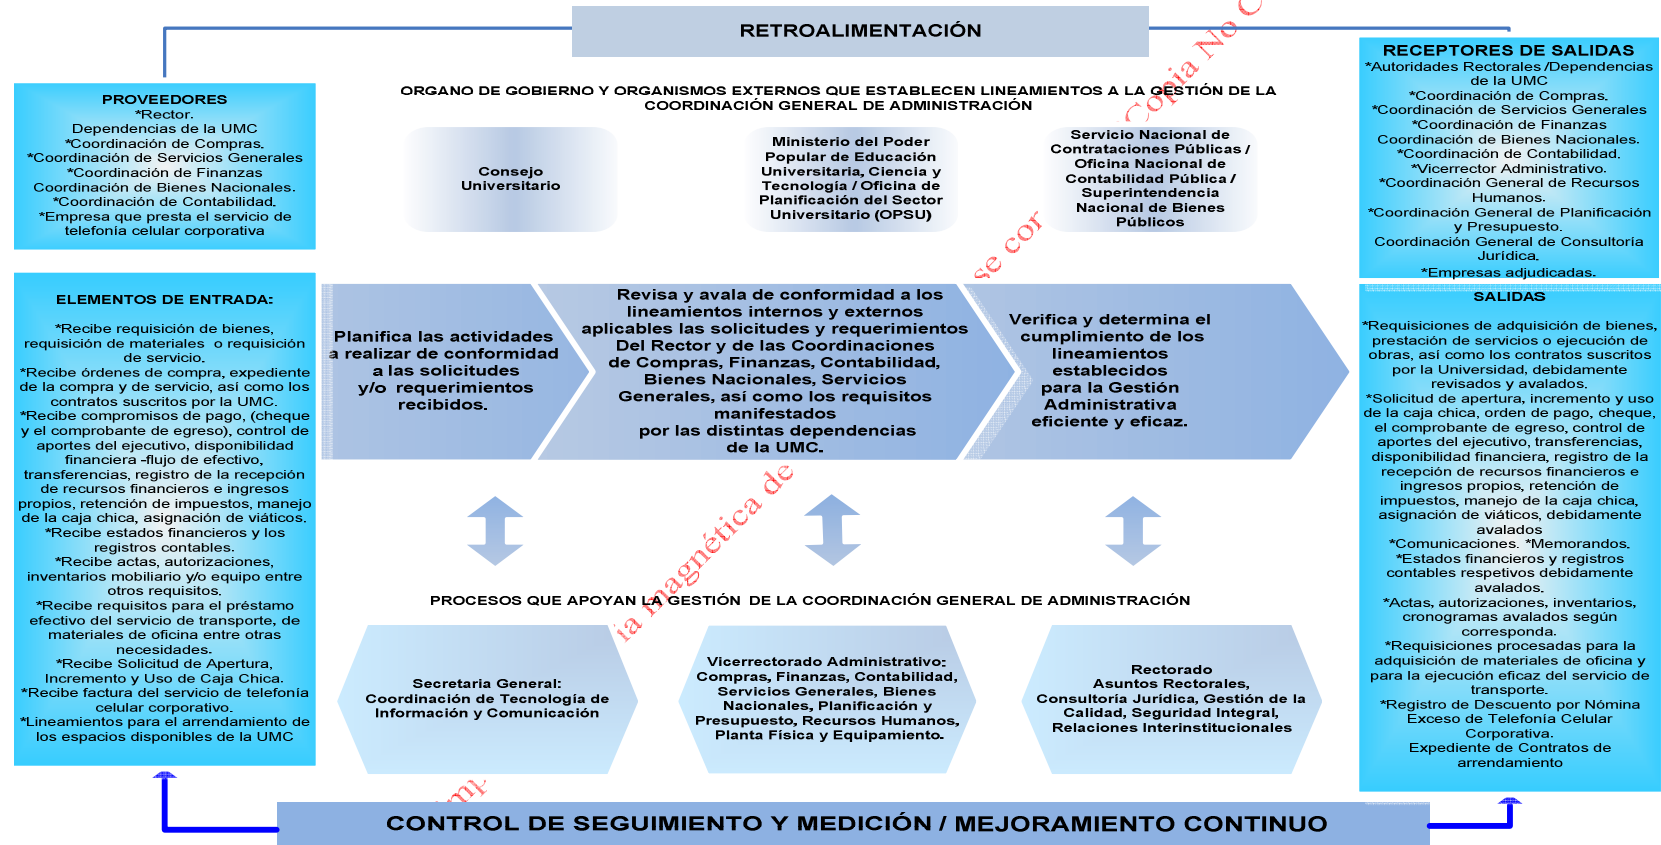 RETROALIMENTACIÓN
PROVEEDORES
*Rector.
Dependencias de la UMC
*Coordinación de Compras.
*Coordinación de Servicios Generales
*Coordinación de Finanzas
Coordinación de Bienes Nacionales.
*Coordinación de Contabilidad.
*Empresa que presta el servicio de
telefonía celular corporativa
ORGANO DE GOBIERNO Y ORGANISMOS EXTERNOS QUE ESTABLECEN LINEAMIENTOS A LA GESTIÓN DE LA
COORDINACIÓN GENERAL DE ADMINISTRACIÓN
Consejo
Universitario
Ministerio del Poder
Popular de Educación
Universitaria, Ciencia y
Tecnología / Oficina de
Planificación del Sector
Universitario (OPSU)
Servicio Nacional de
Contrataciones Públicas /
Oficina Nacional de
Contabilidad Pública /
Superintendencia
Nacional de Bienes
Públicos
RECEPTORES DE SALIDAS
*Autoridades Rectorales /Dependencias
de la UMC
*Coordinación de Compras.
*Coordinación de Servicios Generales
*Coordinación de Finanzas
Coordinación de Bienes Nacionales.
*Coordinación de Contabilidad.
*Vicerrector Administrativo.
*Coordinación General de Recursos
Humanos.
*Coordinación General de Planificación
y Presupuesto.
Coordinación General de Consultoría
Jurídica.
*Empresas adjudicadas.
ELEMENTOS DE ENTRADA:
*Recibe requisición de bienes,
requisición de materiales o requisición
de servicio.
*Recibe órdenes de compra, expediente
de la compra y de servicio, así como los
contratos suscritos por la UMC.
*Recibe compromisos de pago, (cheque
y el comprobante de egreso), control de
aportes del ejecutivo, disponibilidad
financiera -flujo de efectivo,
transferencias, registro de la recepción
de recursos financieros e ingresos
propios, retención de impuestos, manejo
de la caja chica, asignación de viáticos.
*Recibe estados financieros y los
registros contables.
*Recibe actas, autorizaciones,
inventarios mobiliario y/o equipo entre
otros requisitos.
*Recibe requisitos para el préstamo
efectivo del servicio de transporte, de
materiales de oficina entre otras
necesidades.
*Recibe Solicitud de Apertura,
Incremento y Uso de Caja Chica.
*Recibe factura del servicio de telefonía
celular corporativo.
*Lineamientos para el arrendamiento de
los espacios disponibles de la UMC
Planifica las actividades
a realizar de conformidad
a las solicitudes
y/o requerimientos
recibidos.
Revisa y avala de conformidad a los
lineamientos internos y externos
aplicables las solicitudes y requerimientos
Del Rector y de las Coordinaciones
de Compras, Finanzas, Contabilidad,
Bienes Nacionales, Servicios
Generales, así como los requisitos
manifestados
por las distintas dependencias
de la UMC.
Verifica y determina el
cumplimiento de los
lineamientos
establecidos
para la Gestión
Administrativa
eficiente y eficaz.
SALIDAS
*Requisiciones de adquisición de bienes,
prestación de servicios o ejecución de
obras, así como los contratos suscritos
por la Universidad, debidamente
revisados y avalados.
*Solicitud de apertura, incremento y uso
de la caja chica, orden de pago, cheque,
el comprobante de egreso, control de
aportes del ejecutivo, transferencias,
disponibilidad financiera, registro de la
recepción de recursos financieros e
ingresos propios, retención de
impuestos, manejo de la caja chica,
asignación de viáticos, debidamente
avalados
*Comunicaciones. *Memorandos.
*Estados financieros y registros
contables respetivos debidamente
avalados.
*Actas, autorizaciones, inventarios,
cronogramas avalados según
corresponda.
*Requisiciones procesadas para la
adquisición de materiales de oficina y
para la ejecución eficaz del servicio de
transporte.
*Registro de Descuento por Nómina
Exceso de Telefonía Celular
Corporativa.
Expediente de Contratos de
arrendamiento
PROCESOS QUE APOYAN LA GESTIÓN DE LA COORDINACIÓN GENERAL DE ADMINISTRACIÓN
Secretaria General:
Coordinación de Tecnología de
Información y Comunicación
Vicerrectorado Administrativo:
Compras, Finanzas, Contabilidad,
Servicios Generales, Bienes
Nacionales, Planificación y
Presupuesto, Recursos Humanos,
Planta Física y Equipamiento.
Rectorado
Asuntos Rectorales,
Consultoría Jurídica, Gestión de la
Calidad, Seguridad Integral,
Relaciones Interinstitucionales
CONTROL DE SEGUIMIENTO Y MEDICIÓN / MEJORAMIENTO CONTINUO
magnética de
se
Copia No